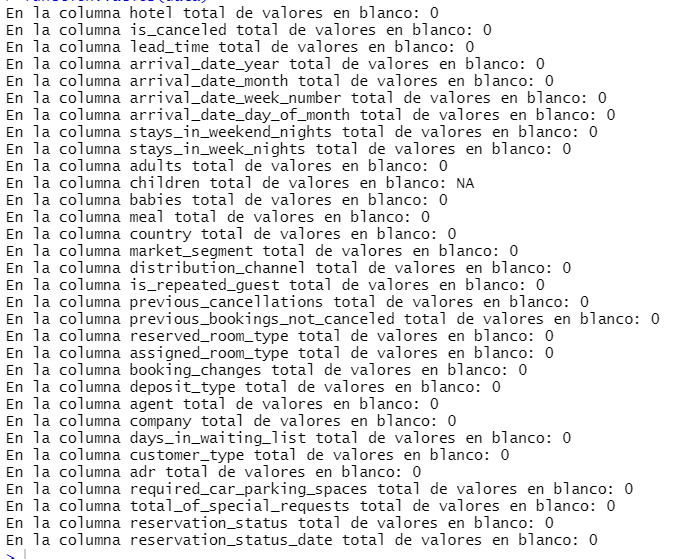 En la columna hotel total de valores en blanco: 0
En la columna is_canceled total de valores en blanco: 0
En la columna lead_time total de valores en blanco: 0
En la columna arrival_date_year total de valores en blanco: 0
En la columna arrival_date_month total de valores en blanco: 0
En la columna arrival_date_week_number total de valores en blanco: 0
En la columna arrival_date_day_of_month total de valores en blanco: 0
En la columna stays_in_weekend_nights total de valores en blanco: 0
En la columna stays_in_week_nights total de valores en blanco: 0
En la columna adults total de valores en blanco: 0
En la columna children total de valores en blanco: NA
En la columna babies total de valores en blanco: 0
En la columna meal total de valores en blanco: 0
En la columna country total de valores en blanco: 0
En la columna market_segment total de valores en blanco: 0
En la columna distribution_channel total de valores en blanco: 0
En la columna is_repeated_guest total de valores en blanco: 0
En la columna previous_cancellations total de valores en blanco: 0
En la columna previous_bookings_not_canceled total de valores en blanco: 0
En la columna reserved_room_type total de valores en blanco: 0
En la columna assigned_room_type total de valores en blanco: 0
En la columna booking_changes total de valores en blanco: 0
En la columna deposit_type total de valores en blanco: 0
En la columna agent total de valores en blanco: 0
En la columna company total de valores en blanco: 0
En la columna days_in_waiting_list total de valores en blanco: 0
En la columna customer_type total de valores en blanco: 0
En la columna adr total de valores en blanco: 0
En la columna required_car_parking_spaces total de valores en blanco: 0
En la columna total_of_special_requests total de valores en blanco: 0
En la columna reservation_status total de valores en blanco: 0
En la columna reservation_status_date total de valores en blanco: 0
>